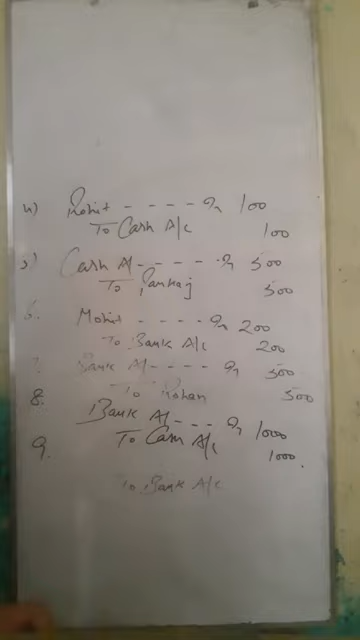 4) Rohit - - - - Dr 100
To Cash A/c 100
5) Cash A/c - - - - Dr 500
To Pankaj 500
6. Mohit - - - - Dr 200
To Bank A/c 200
7. Bank A/c - - - - Dr 500
To Rohan 500
8. Bank A/c - - - Dr 1000
To Cash A/c 1000.
9.
To Bank A/c